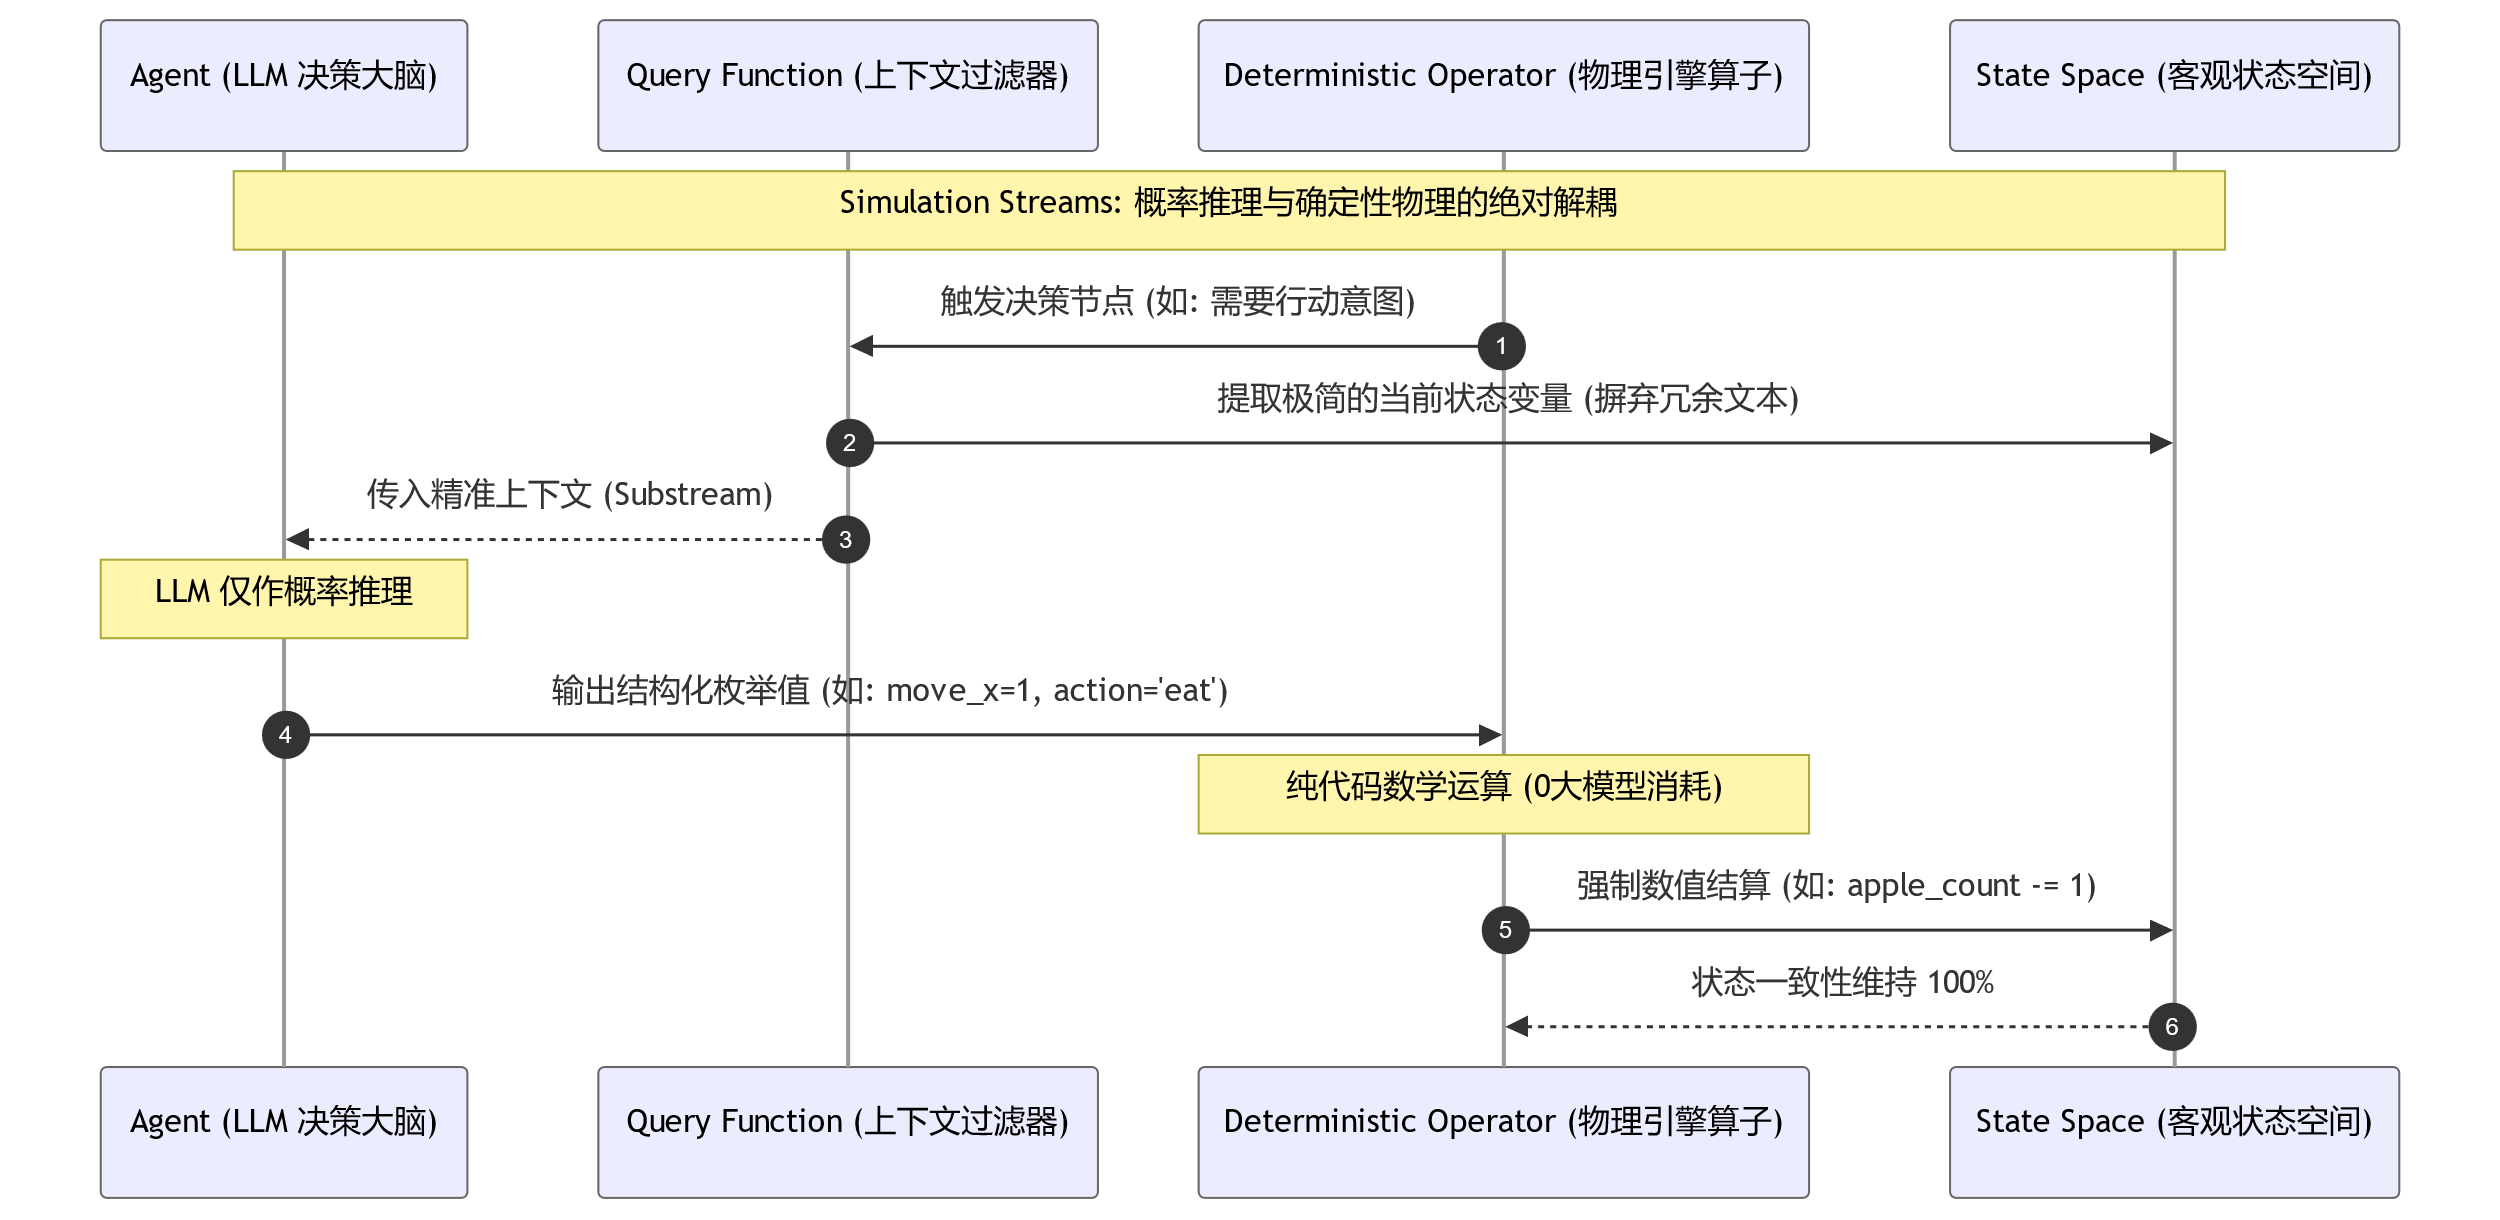 Agent (LLM 决策大脑)
Query Function (上下文过滤器)
Deterministic Operator (物理引擎算子)
State Space (客观状态空间)
Simulation Streams: 概率推理与确定性物理的绝对解耦
触发决策节点 (如: 需要行动意图)
1
提取极简的当前状态变量 (摒弃冗余文本)
2
传入精准上下文 (Substream)
3
LLM 仅作概率推理
输出结构化枚举值 (如: move_x=1, action='eat')
4
纯代码数学运算 (0大模型消耗)
强制数值结算 (如: apple_count -= 1)
5
状态一致性维持 100%
6
Agent (LLM 决策大脑)
Query Function (上下文过滤器)
Deterministic Operator (物理引擎算子)
State Space (客观状态空间)